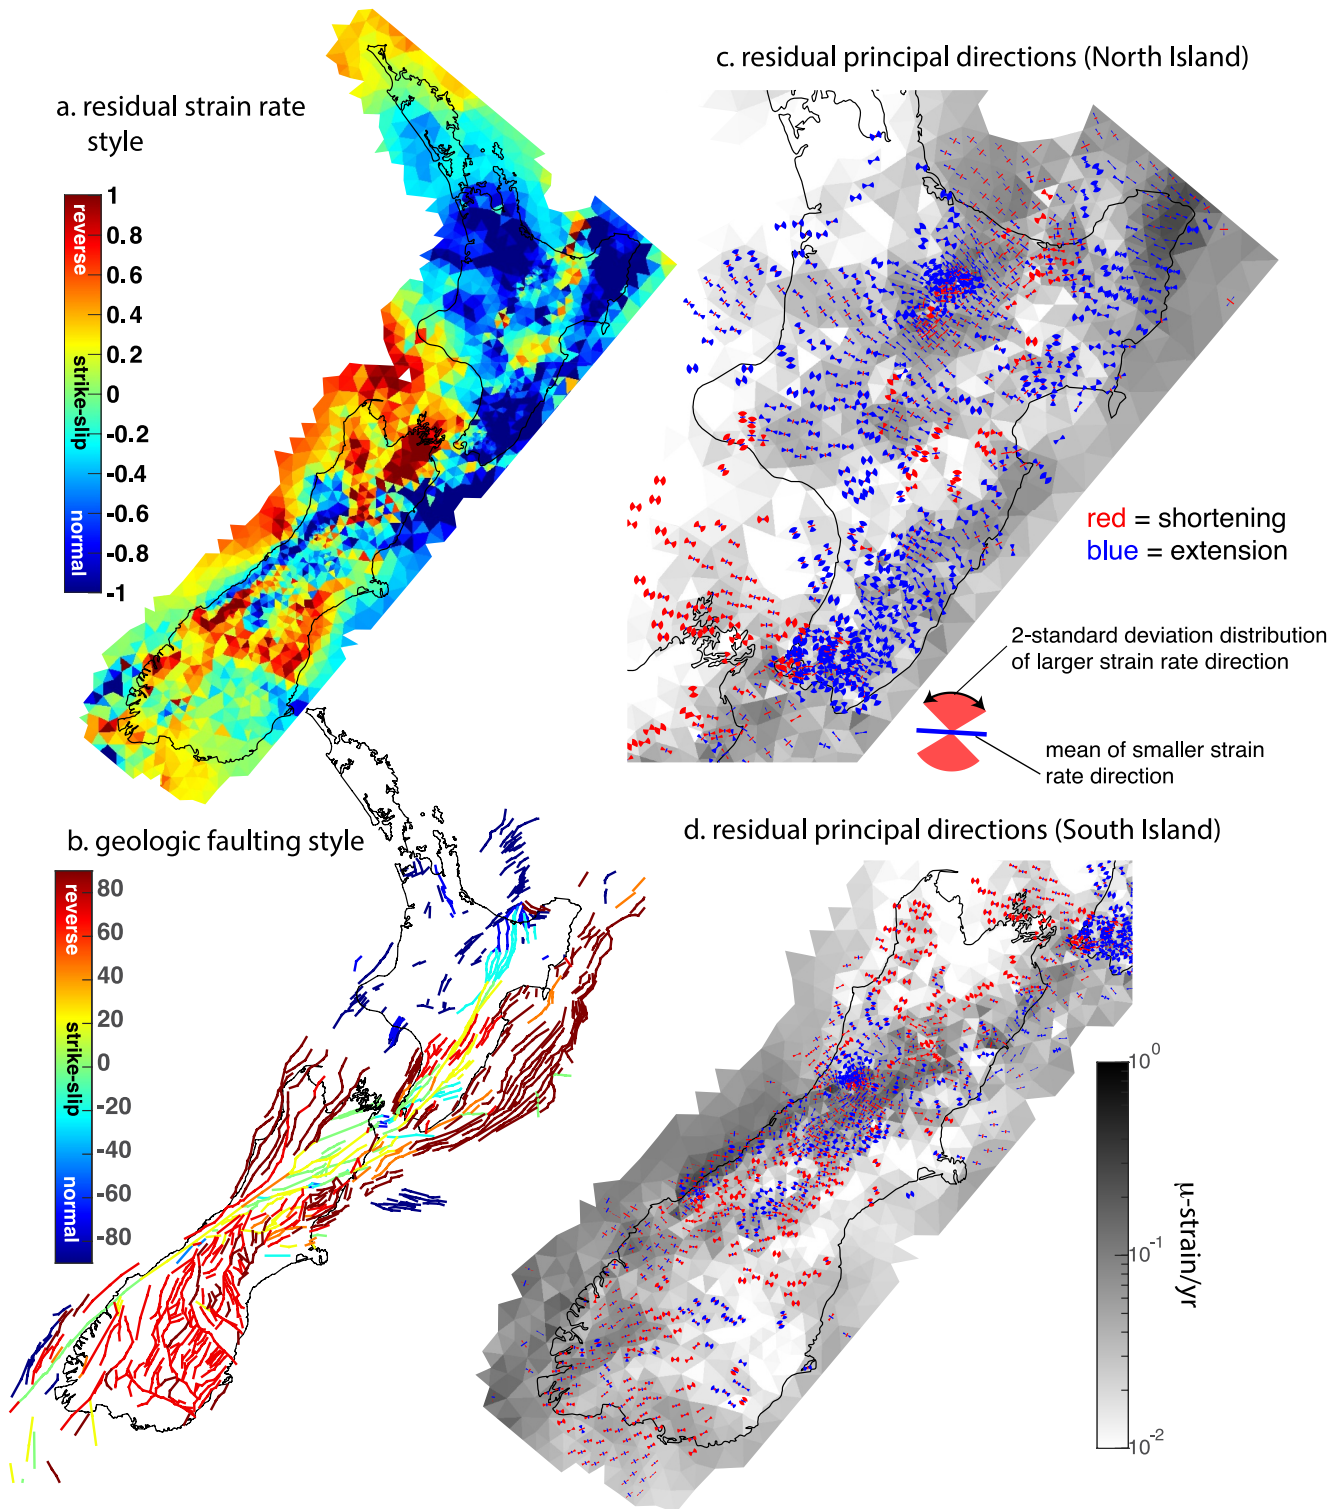 a. residual strain rate
style
reverse
strike-slip
normal
1
0.8
0.6
0.4
0.2
0
-0.2
-0.4
-0.6
-0.8
-1
c. residual principal directions (North Island)
red = shortening
blue = extension
2-standard deviation distribution
of larger strain rate direction
mean of smaller strain
rate direction
b. geologic faulting style
reverse
strike-slip
normal
80
60
40
20
0
-20
-40
-60
-80
d. residual principal directions (South Island)
10⁰
10⁻¹
10⁻²
μ-strain/yr